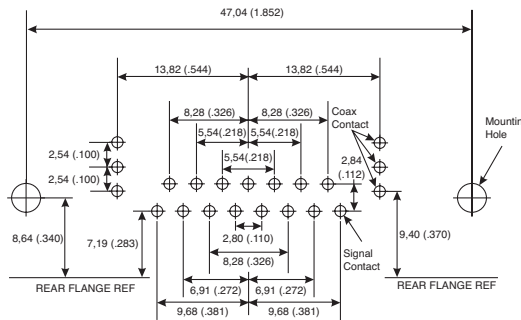 47,04 (1.852)
13,82 (.544)
13,82 (.544)
8,28 (.326)
8,28 (.326)
Coax
Contact
5,54(.218)
5,54(.218)
Mountin
Hole
2,54 (.100)
5,54(.218)
2,84
(.112)
2,54 (.100)
8,64 (.340)
7,19 (.283)
2,80 (.110)
9,40 (.370)
8,28 (.326)
Signal
Contact
REAR FLANGE REF
6,91 (.272)
6,91 (.272)
REAR FLANGE REF
9,68 (.381)
9,68 (.381)